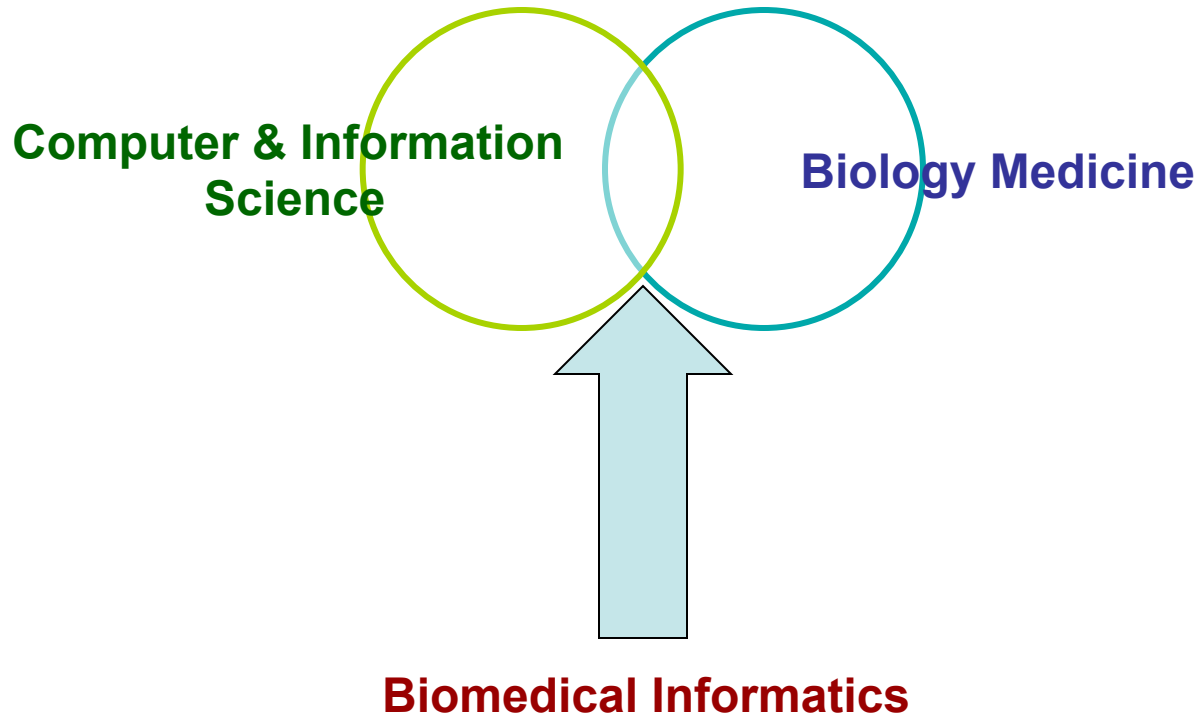 Computer & Information
Science
Biology Medicine
Biomedical Informatics